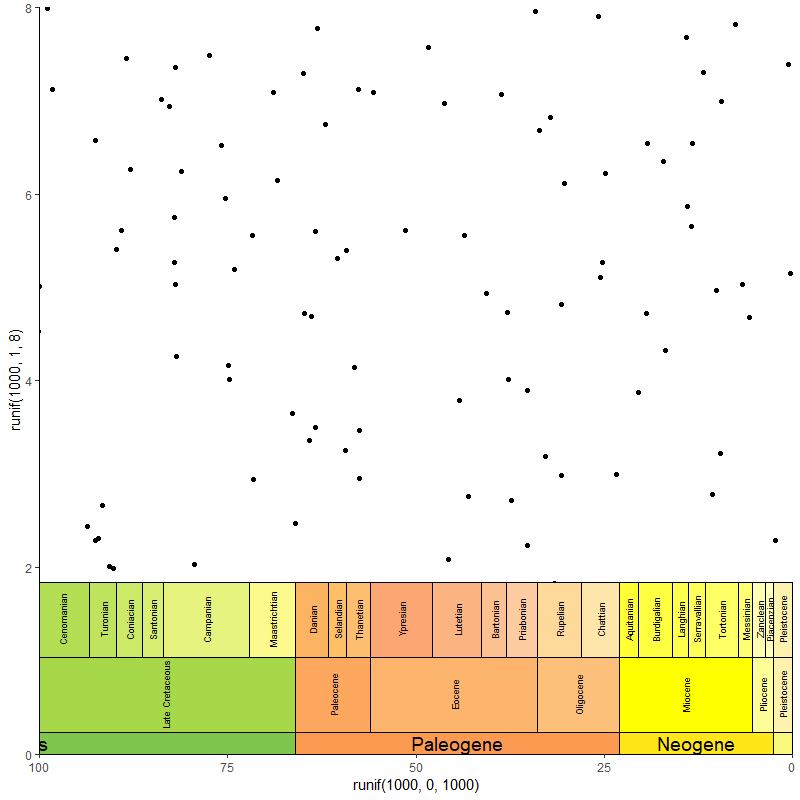 8
6
4
2
0
runif(1000, 1, 8)
Cenomanian Turonian Coniacian Santonian Campanian Maastrichtian Danian Selandian Thanetian Ypresian Lutetian Bartonian Priabonian Rupelian Chattian Aquitanian Burdigalian Langhian Serravallian Tortonian Messinian Zanclean Piacenzian Pleistocene
Late Cretaceous Paleocene Eocene Oligocene Miocene Pliocene Pleistocene
s Paleogene Neogene
100 75 50 25 0
runif(1000, 0, 1000)